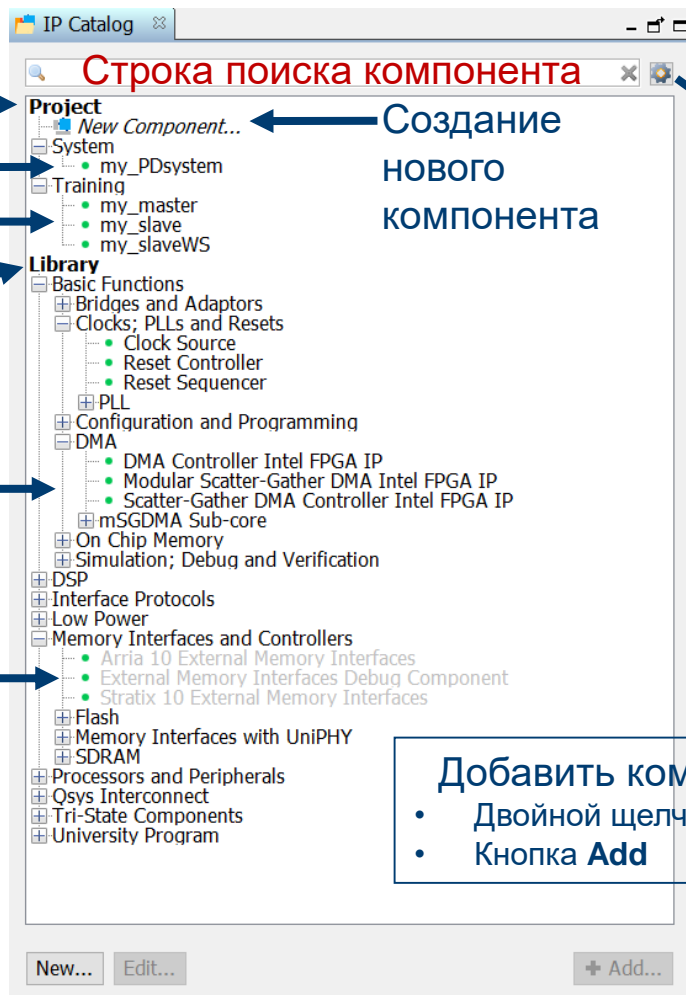 IP Catalog
Строка поиска компонента
Project
New Component...
Создание
нового
компонента
System
my_PDsystem
Training
my_master
my_slave
my_slaveWS
Library
Basic Functions
Bridges and Adaptors
Clocks; PLLs and Resets
Clock Source
Reset Controller
Reset Sequencer
PLL
Configuration and Programming
DMA
DMA Controller Intel FPGA IP
Modular Scatter-Gather DMA Intel FPGA IP
Scatter-Gather DMA Controller Intel FPGA IP
mSGDMA Sub-core
On Chip Memory
Simulation; Debug and Verification
DSP
Interface Protocols
Low Power
Memory Interfaces and Controllers
Arria 10 External Memory Interfaces
External Memory Interfaces Debug Component
Stratix 10 External Memory Interfaces
Flash
Memory Interfaces with UniPHY
SDRAM
Processors and Peripherals
Qsys Interconnect
Tri-State Components
University Program
Добавить ком
• Двойной щелч
• Кнопка Add
New... Edit... + Add...